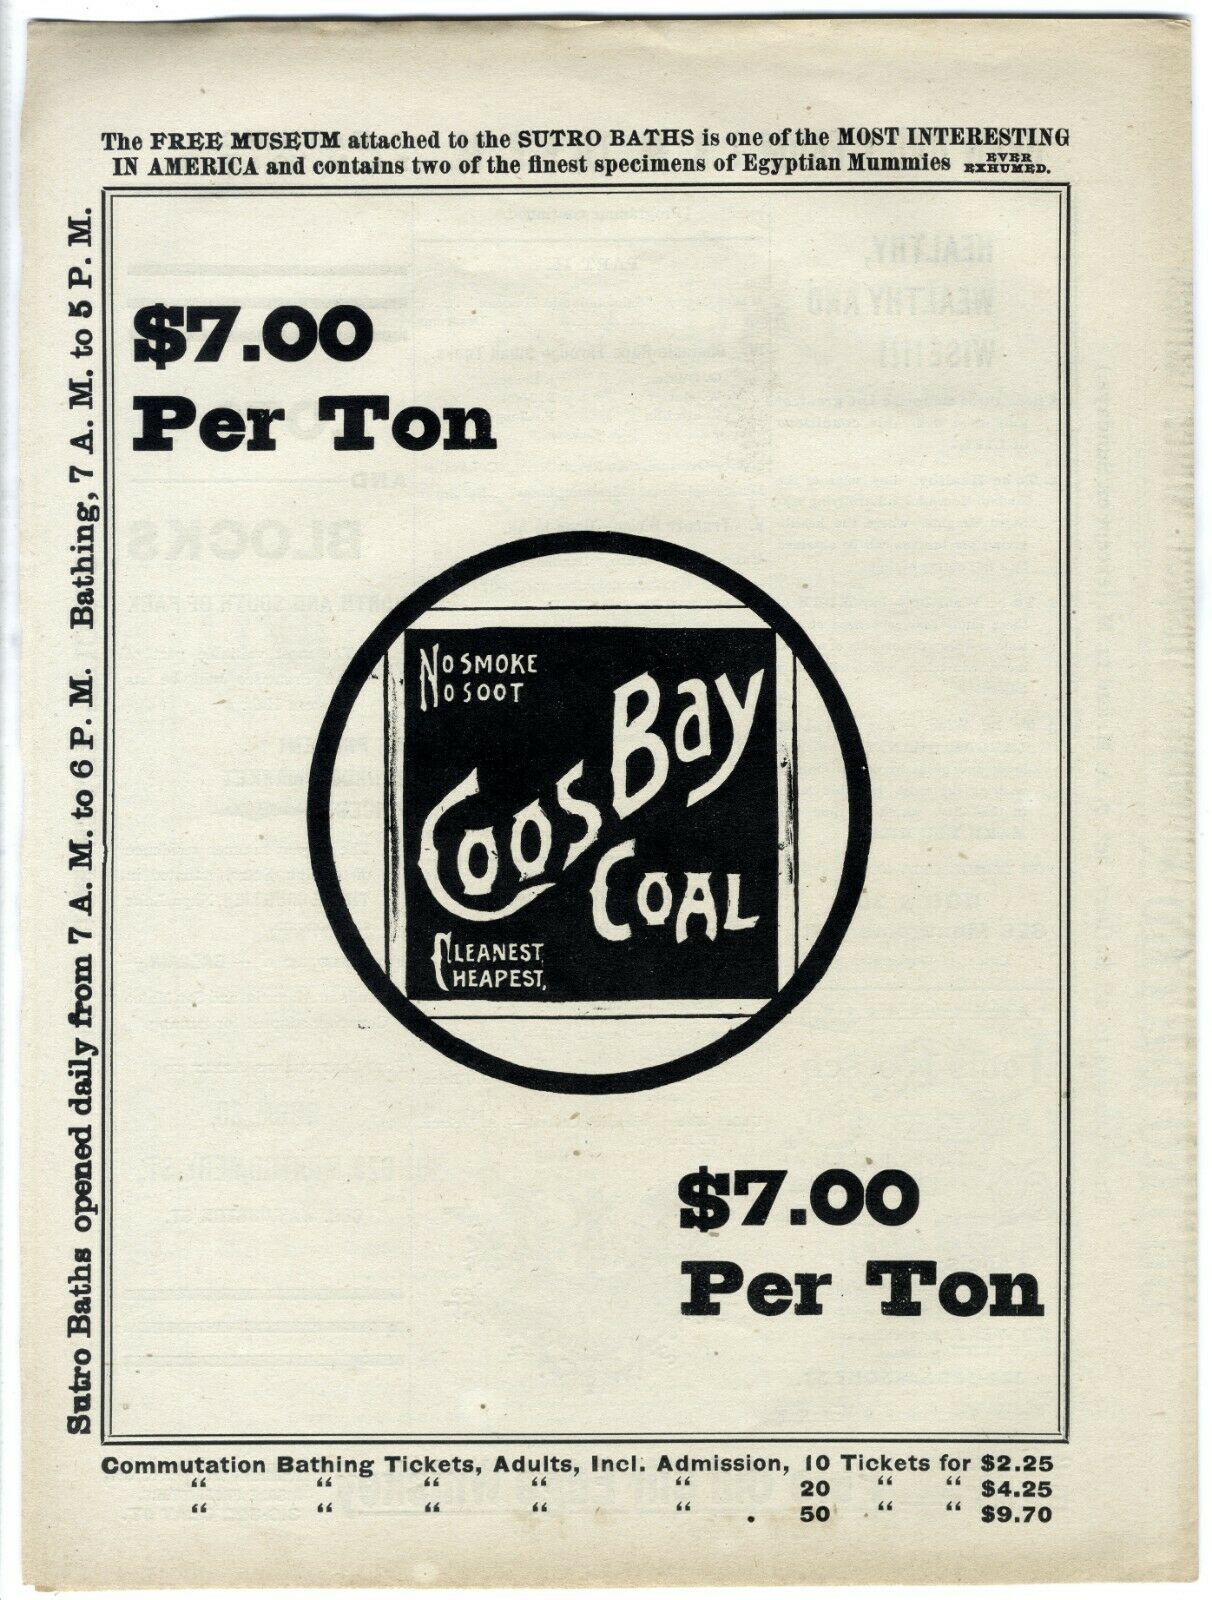 The FREE MUSEUM attached to the SUTRO BATHS is one of the MOST INTERESTING
IN AMERICA and contains two of the finest specimens of Egyptian Mummies EVER EXHUMED.
Sutro Baths opened daily from 7 A. M. to 6 P. M. Bathing, 7 A. M. to 5 P. M.
$7.00
Per Ton
NO SMOKE
NO SOOT
COOS BAY
COAL
CLEANEST
CHEAPEST.
$7.00
Per Ton
Commutation Bathing Tickets, Adults, Incl. Admission, 10 Tickets for $2.25
“ “ “ “ “ 20 “ “ $4.25
“ “ “ “ “ . 50 “ “ $9.70